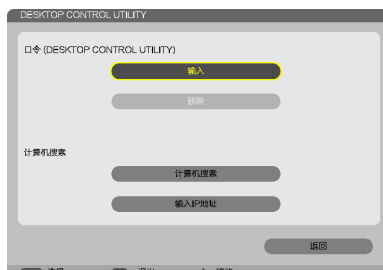 DESKTOP CONTROL UTILITY
口令 (DESKTOP CONTROL UTILITY)
输入
删除
计算机搜索
计算机搜索
输入IP地址
返回